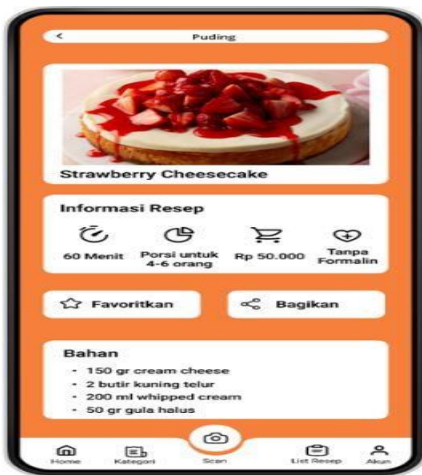 Puding
Strawberry Cheesecake
Informasi Resep
60 Menit
Porsi untuk
4-6 orang
Rp 50.000
Tanpa
Formalin
Favoritkan
Bagikan
Bahan
- 150 gr cream cheese
- 2 butir kuning telur
- 200 ml whipped cream
- 50 gr gula halus
Home
Kategori
Scan
List Resep
Akun